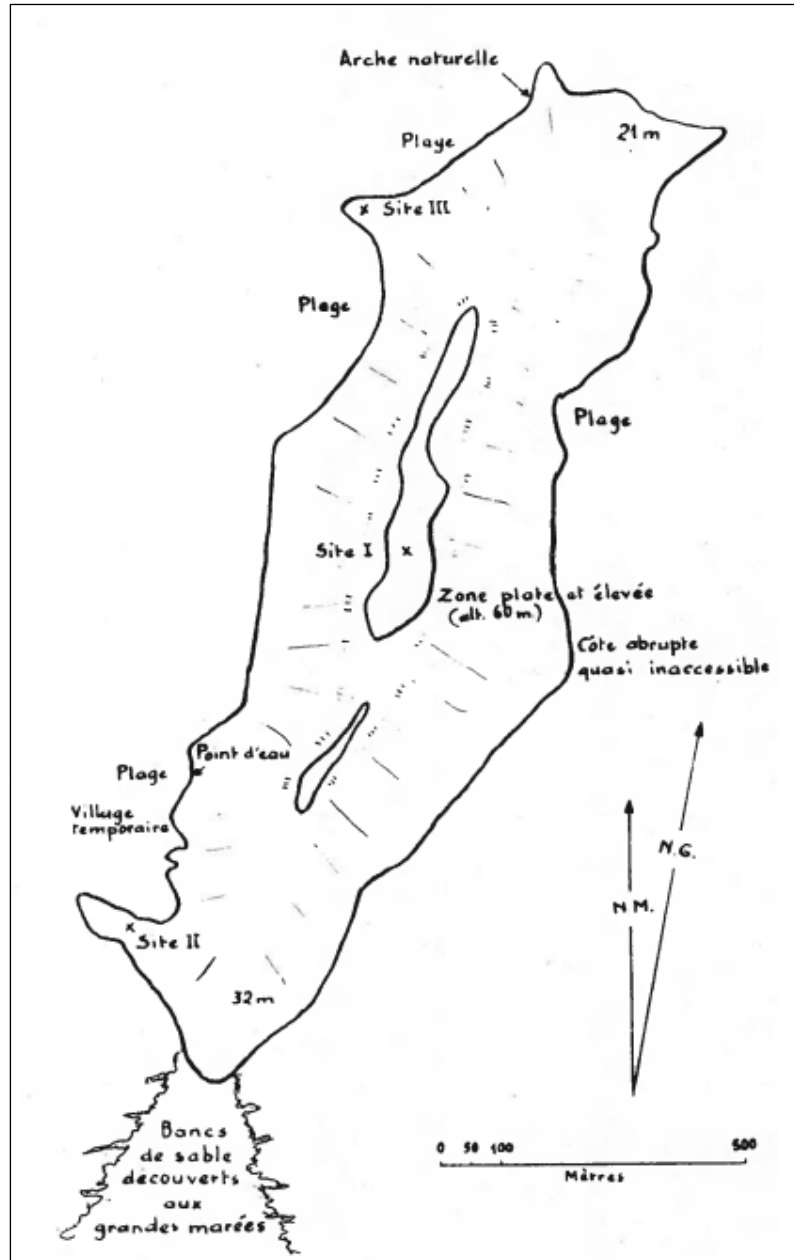 Arche naturelle
21 m
Plage
Site III
Plage
Plage
Site I
Zone plate et élevée
(alt. 60 m.)
Côte abrupte
quasi inaccessible
Point d'eau
Plage
Village
temporaire
N.G.
N M.
Site II
32 m
Bancs
de sable
découverts
aux
grandes marées
0 50 100 500
Mètres